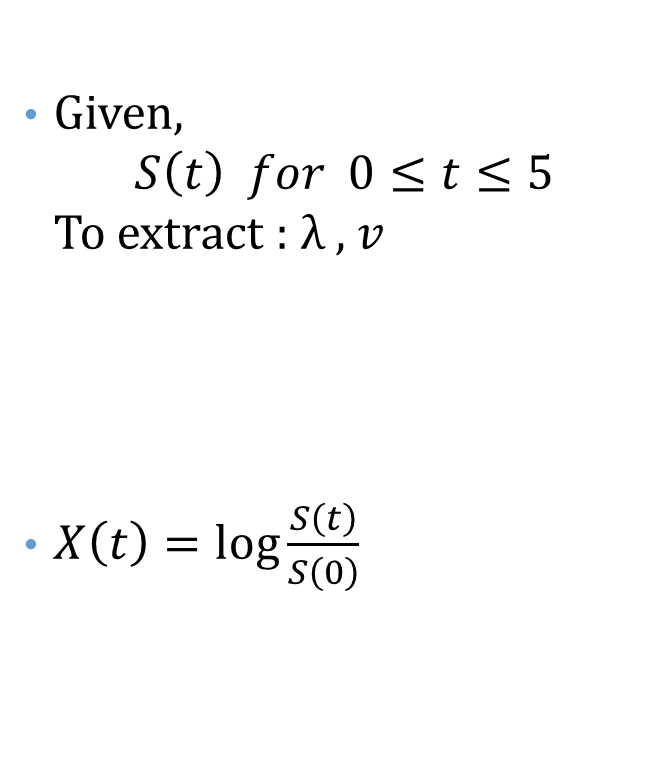 • Given,
S(t) for 0 ≤ t ≤ 5
To extract : λ , v
• X(t) = log S(t)/S(0)